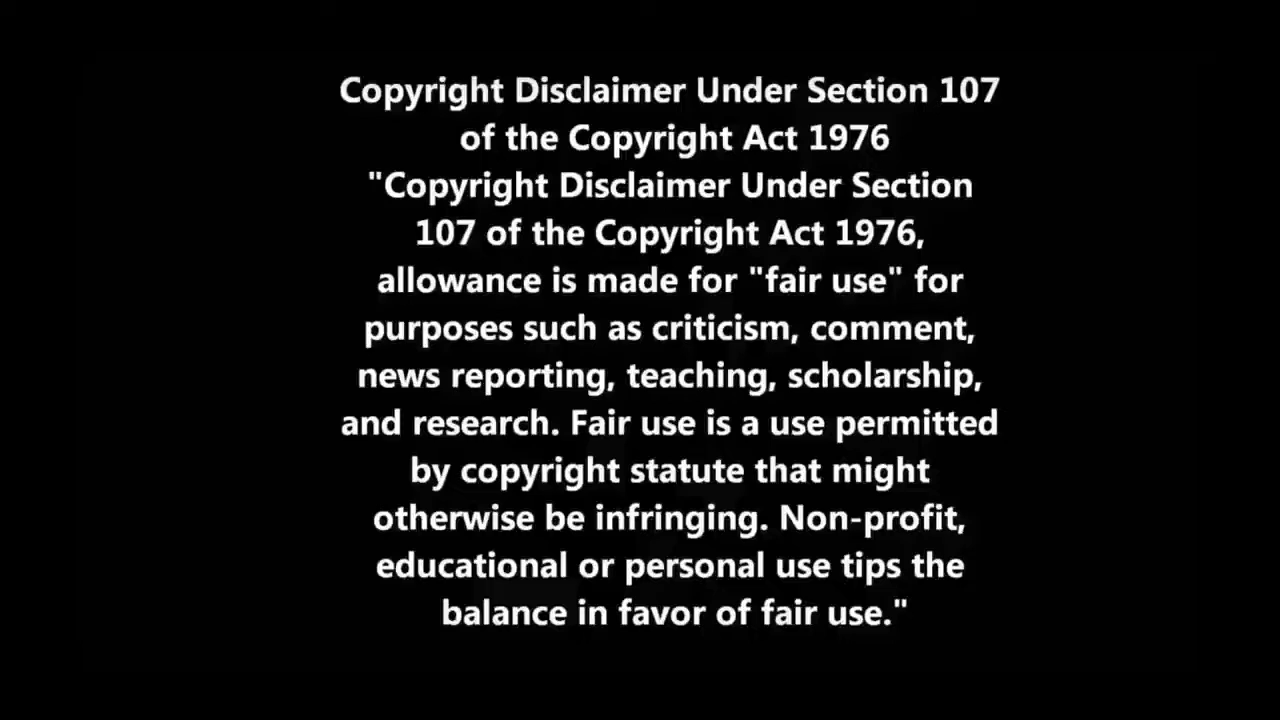 Copyright Disclaimer Under Section 107
of the Copyright Act 1976
"Copyright Disclaimer Under Section
107 of the Copyright Act 1976,
allowance is made for "fair use" for
purposes such as criticism, comment,
news reporting, teaching, scholarship,
and research. Fair use is a use permitted
by copyright statute that might
otherwise be infringing. Non-profit,
educational or personal use tips the
balance in favor of fair use."